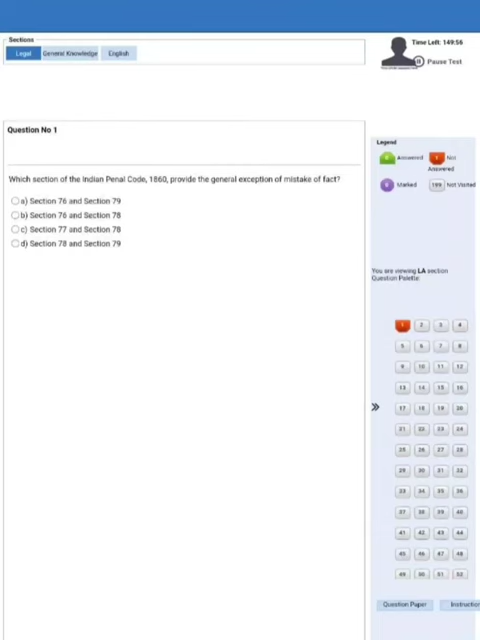 Sections
Legal General Knowledge English
Time Left: 149:56
Pause Test
Question No 1
Which section of the Indian Penal Code, 1860, provide the general exception of mistake of fact?
a) Section 76 and Section 79
b) Section 76 and Section 78
c) Section 77 and Section 78
d) Section 78 and Section 79
Legend
Answered 1 Not Answered
Marked 199 Not Visited
You are viewing LA section
Question Palette:
1 2 3 4
5 6 7 8
9 10 11 12
13 14 15 16
17 18 19 20
21 22 23 24
25 26 27 28
29 30 31 32
33 34 35 36
37 38 39 40
41 42 43 44
45 46 47 48
49 50 51 52
Question Paper Instruction